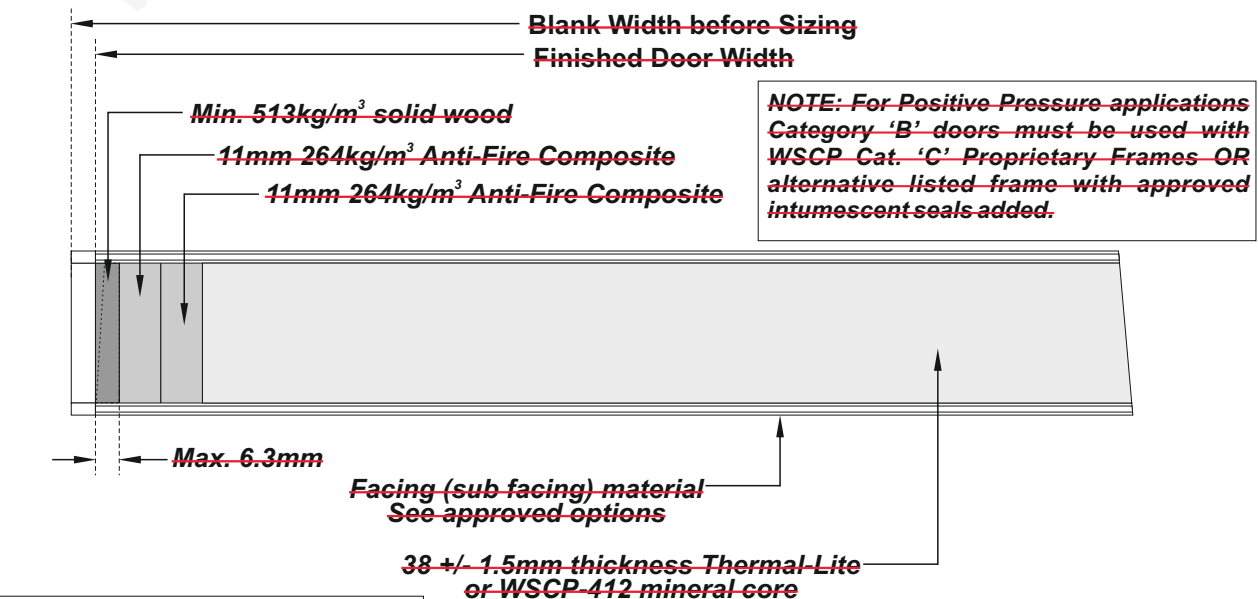 Blank Width before Sizing
Finished Door Width
Min. 513kg/m³ solid wood
11mm 264kg/m³ Anti-Fire Composite
11mm 264kg/m³ Anti-Fire Composite
NOTE: For Positive Pressure applications
Category ‘B’ doors must be used with
WSCP Cat. ‘C’ Proprietary Frames OR
alternative listed frame with approved
intumescent seals added.
Max. 6.3mm
Facing (sub facing) material
See approved options
38 +/- 1.5mm thickness Thermal-Lite
or WSCP-412 mineral core